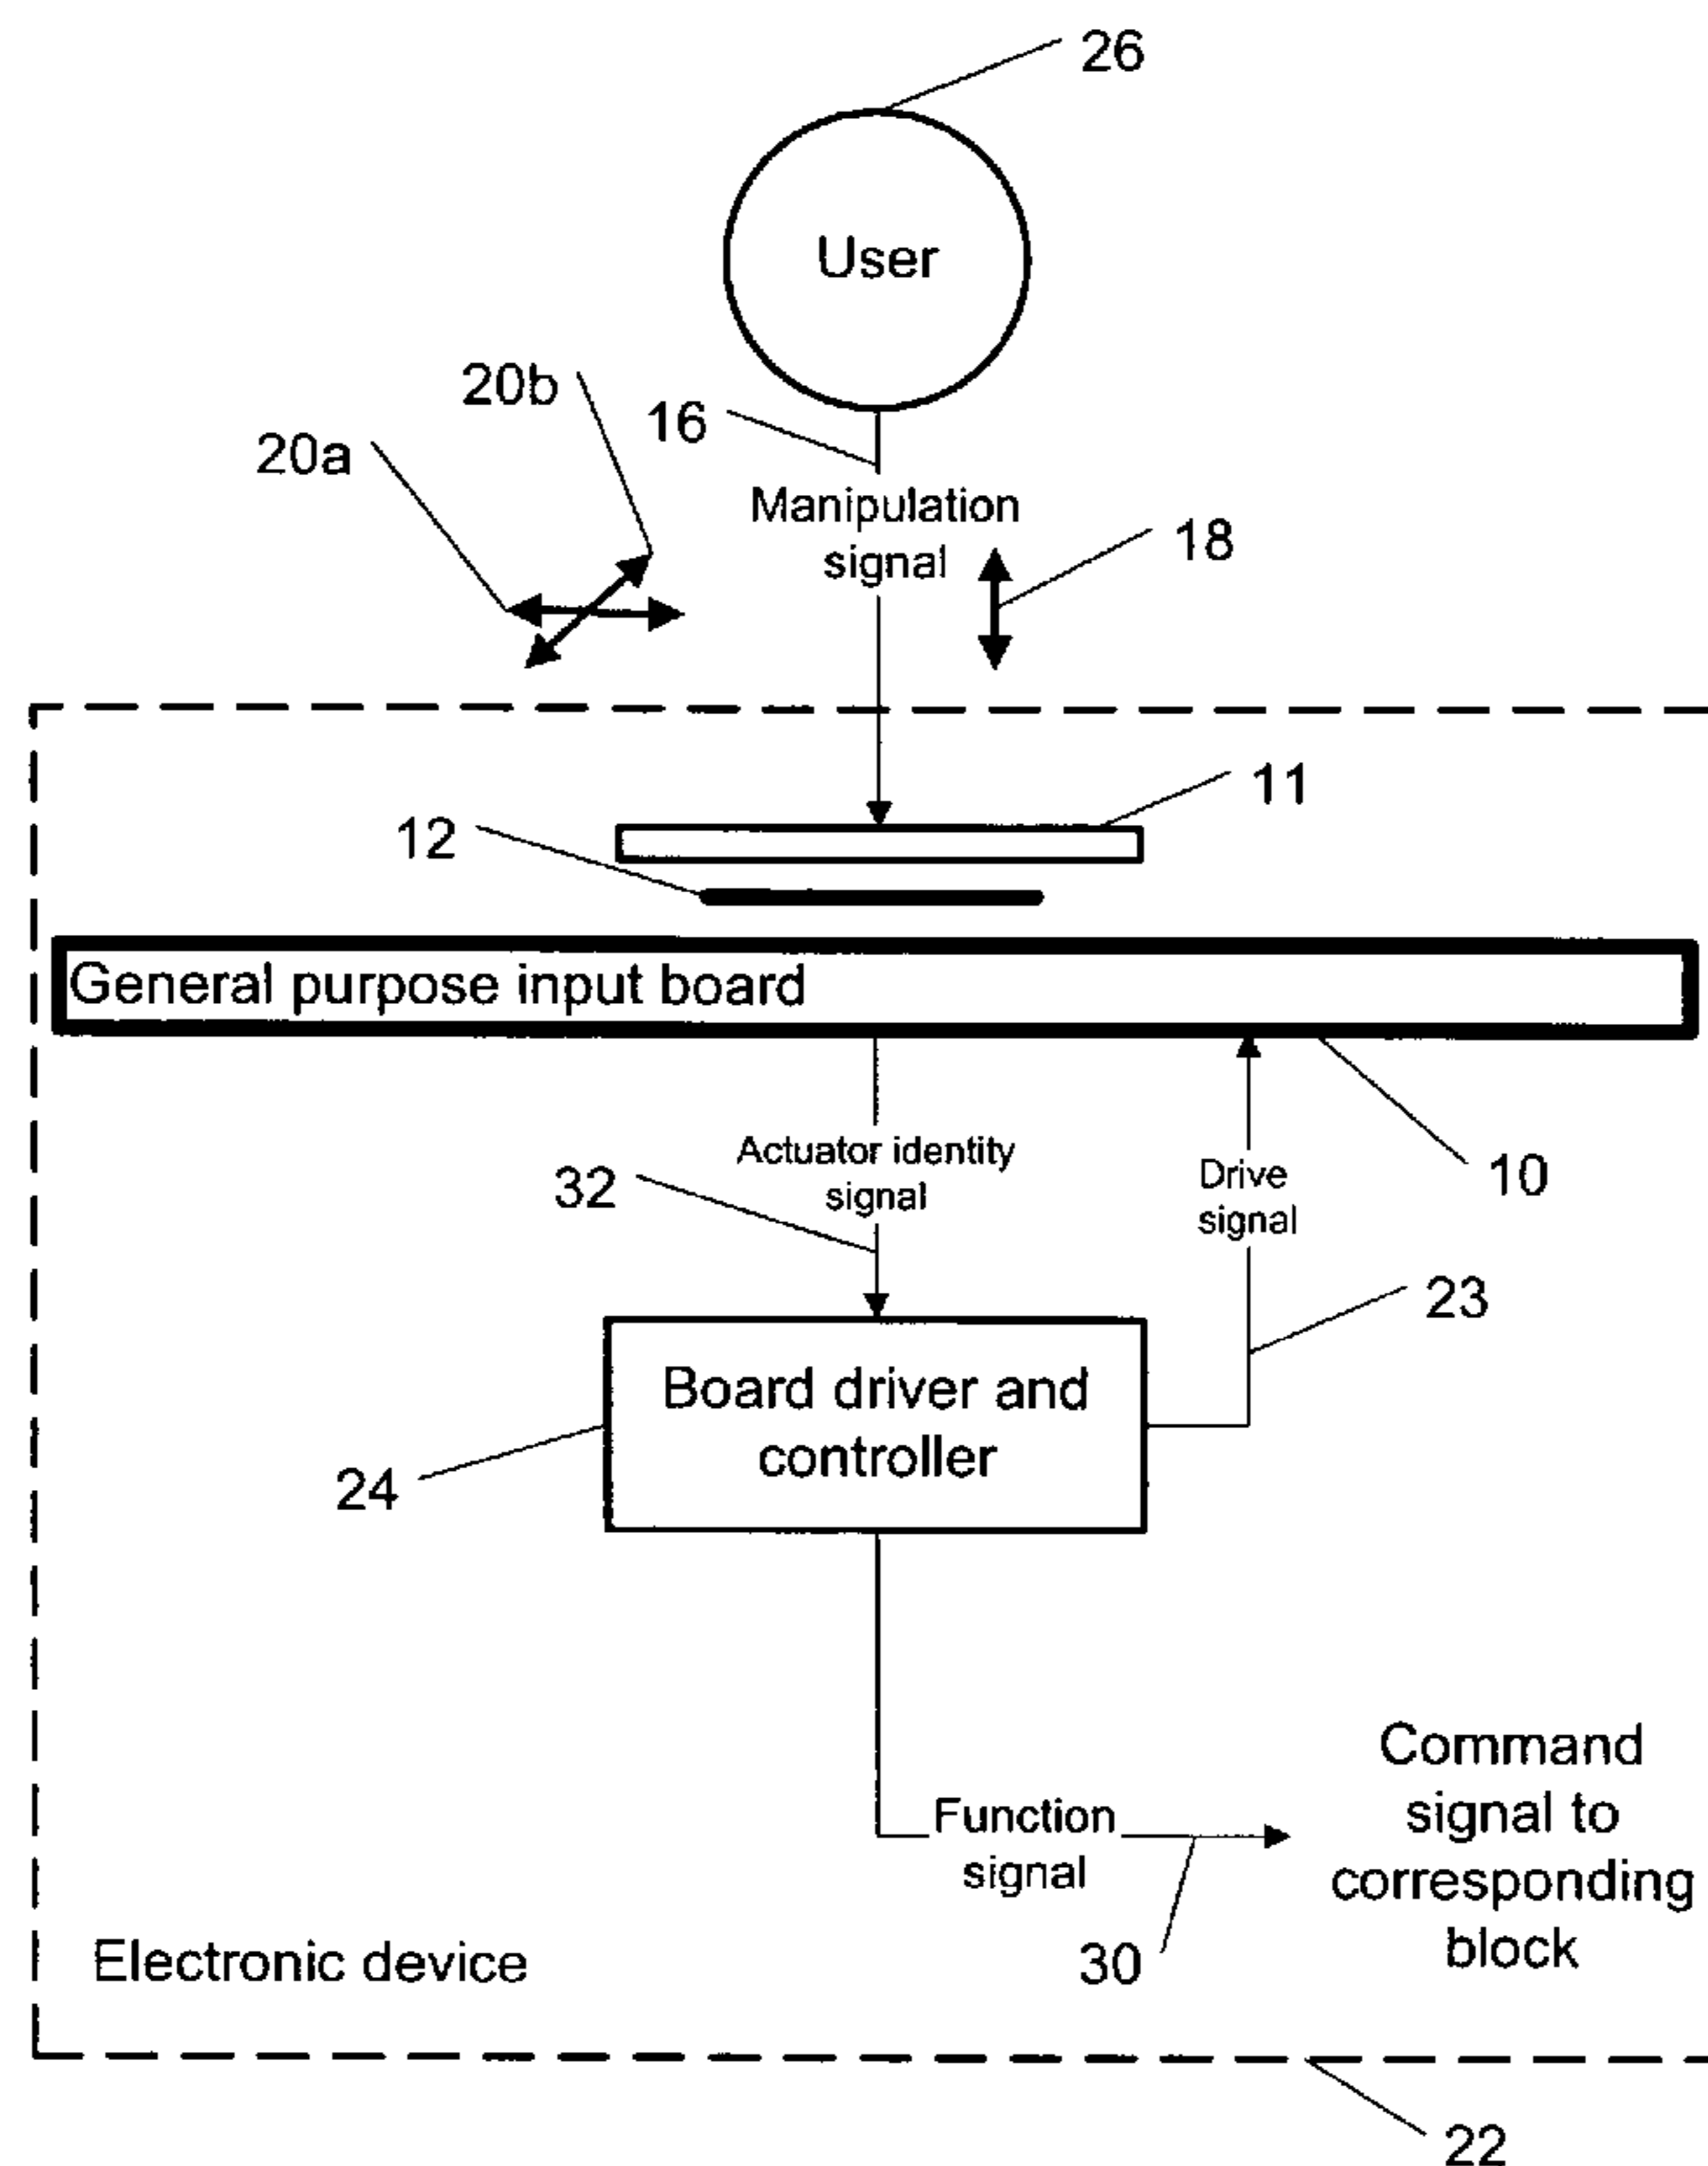 26
User
20b
16
20a
Manipulation
signal
18
11
12
General purpose input board
Actuator identity
signal
32
Drive
signal
10
23
Board driver and
controller
24
Command
signal to
corresponding
block
Function
signal
30
Electronic device
22